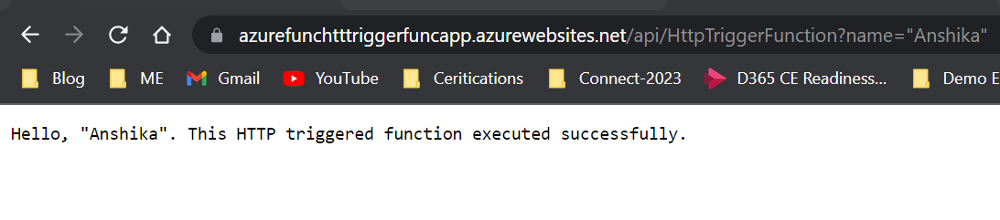 azurefunchtttriggerfuncapp.azurewebsites.net/api/HttpTriggerFunction?name="Anshika"
Blog ME Gmail YouTube Ceritications Connect-2023 D365 CE Readiness... Demo E
Hello, "Anshika". This HTTP triggered function executed successfully.